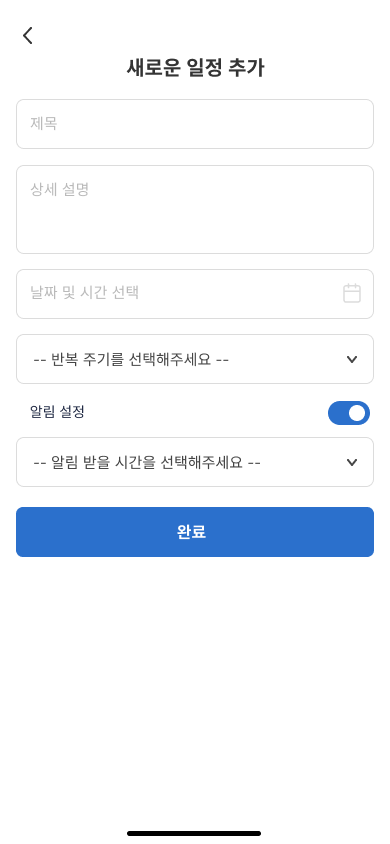 새로운 일정 추가
제목
상세 설명
날짜 및 시간 선택
-- 반복 주기를 선택해주세요 --
알림 설정
-- 알림 받을 시간을 선택해주세요 --
완료